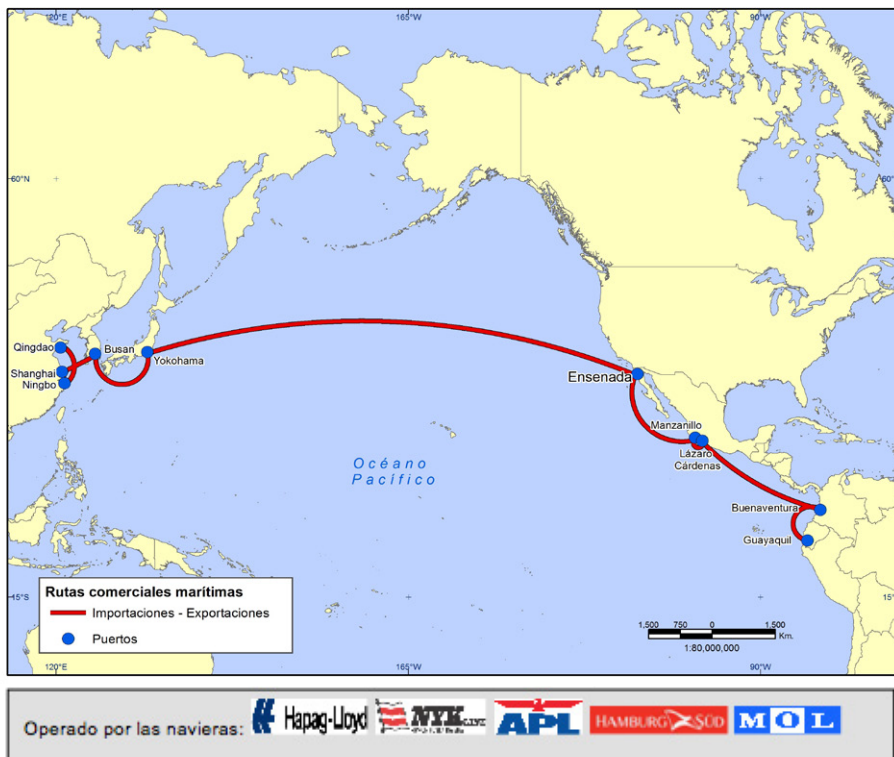 120°E
165°W
90°W
60°N
60°
Qingdao
Busan
Yokohama
Shanghai
Ningbo
Ensenada
Manzanillo
Lázaro
Cárdenas
Océano
Pacífico
Buenaventura
Guayaquil
Rutas comerciales marítimas
Importaciones - Exportaciones
Puertos
15°S
15°
1,500 750 0 1,500
Km.
1:80,000,000
120°E
165°W
90°W
Operado por las navieras:
Hapag-Lloyd
NYK LINE
APL
HAMBURG SÜD
MOL